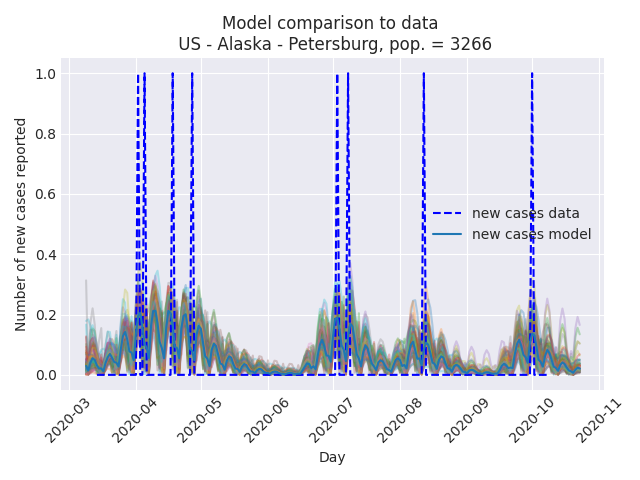 Model comparison to data
US - Alaska - Petersburg, pop. = 3266
Number of new cases reported
1.0
0.8
0.6
0.4
0.2
0.0
new cases data
new cases model
2020-03
2020-04
2020-05
2020-06
2020-07
2020-08
2020-09
2020-10
2020-11
Day